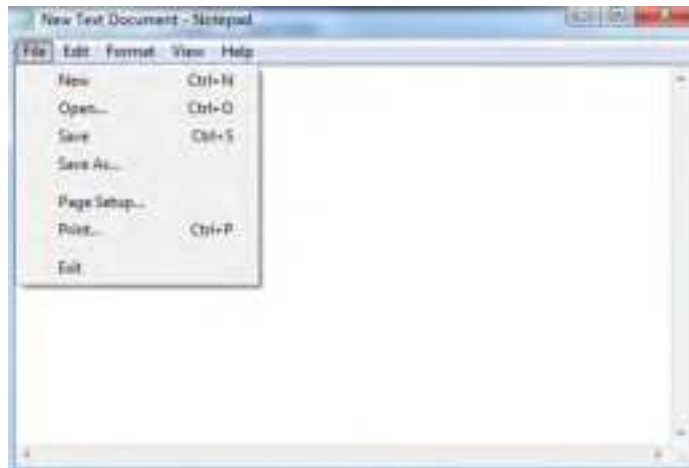 New Text Document - Notepad
File Edit Format View Help
New Ctrl+N
Open... Ctrl+O
Save Ctrl+S
Save As...
Page Setup...
Print... Ctrl+P
Exit